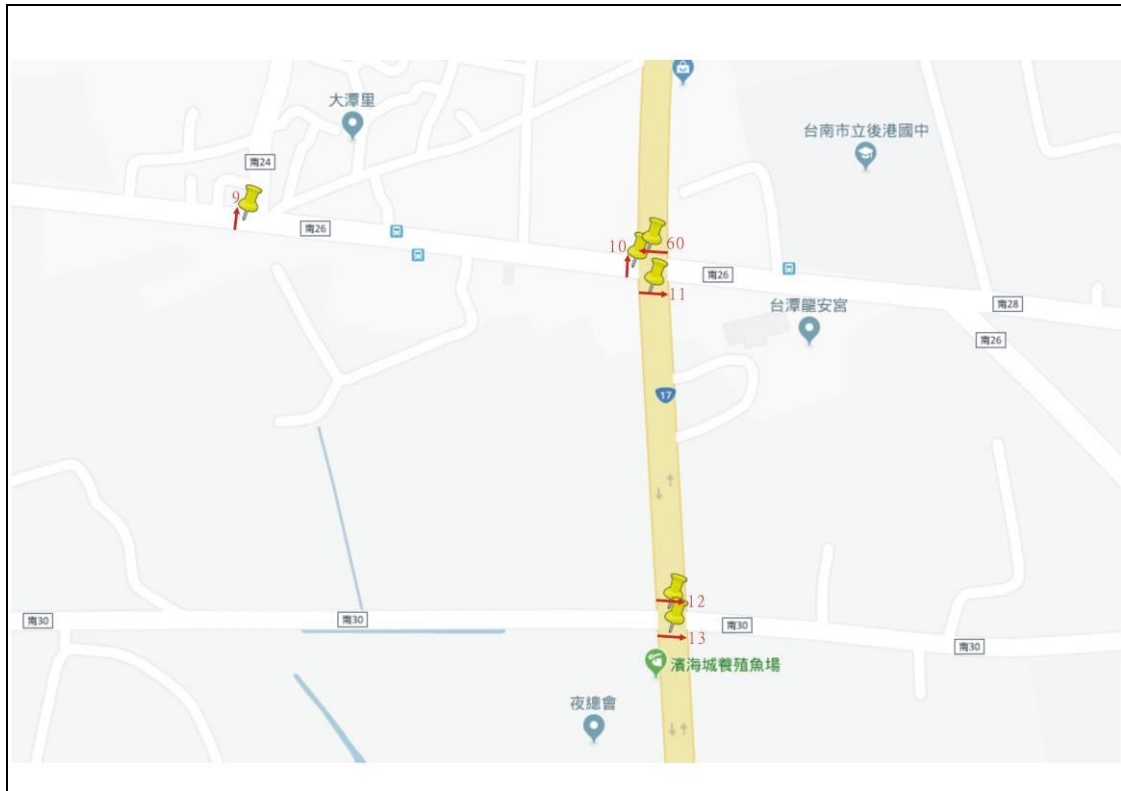 大潭里
台南市立後港國中
南24
9
南26
10
60
南26
11
台潭龍安宮
南28
南26
17
12
南30
南30
南30
13
南30
濱海城養殖魚場
夜總會